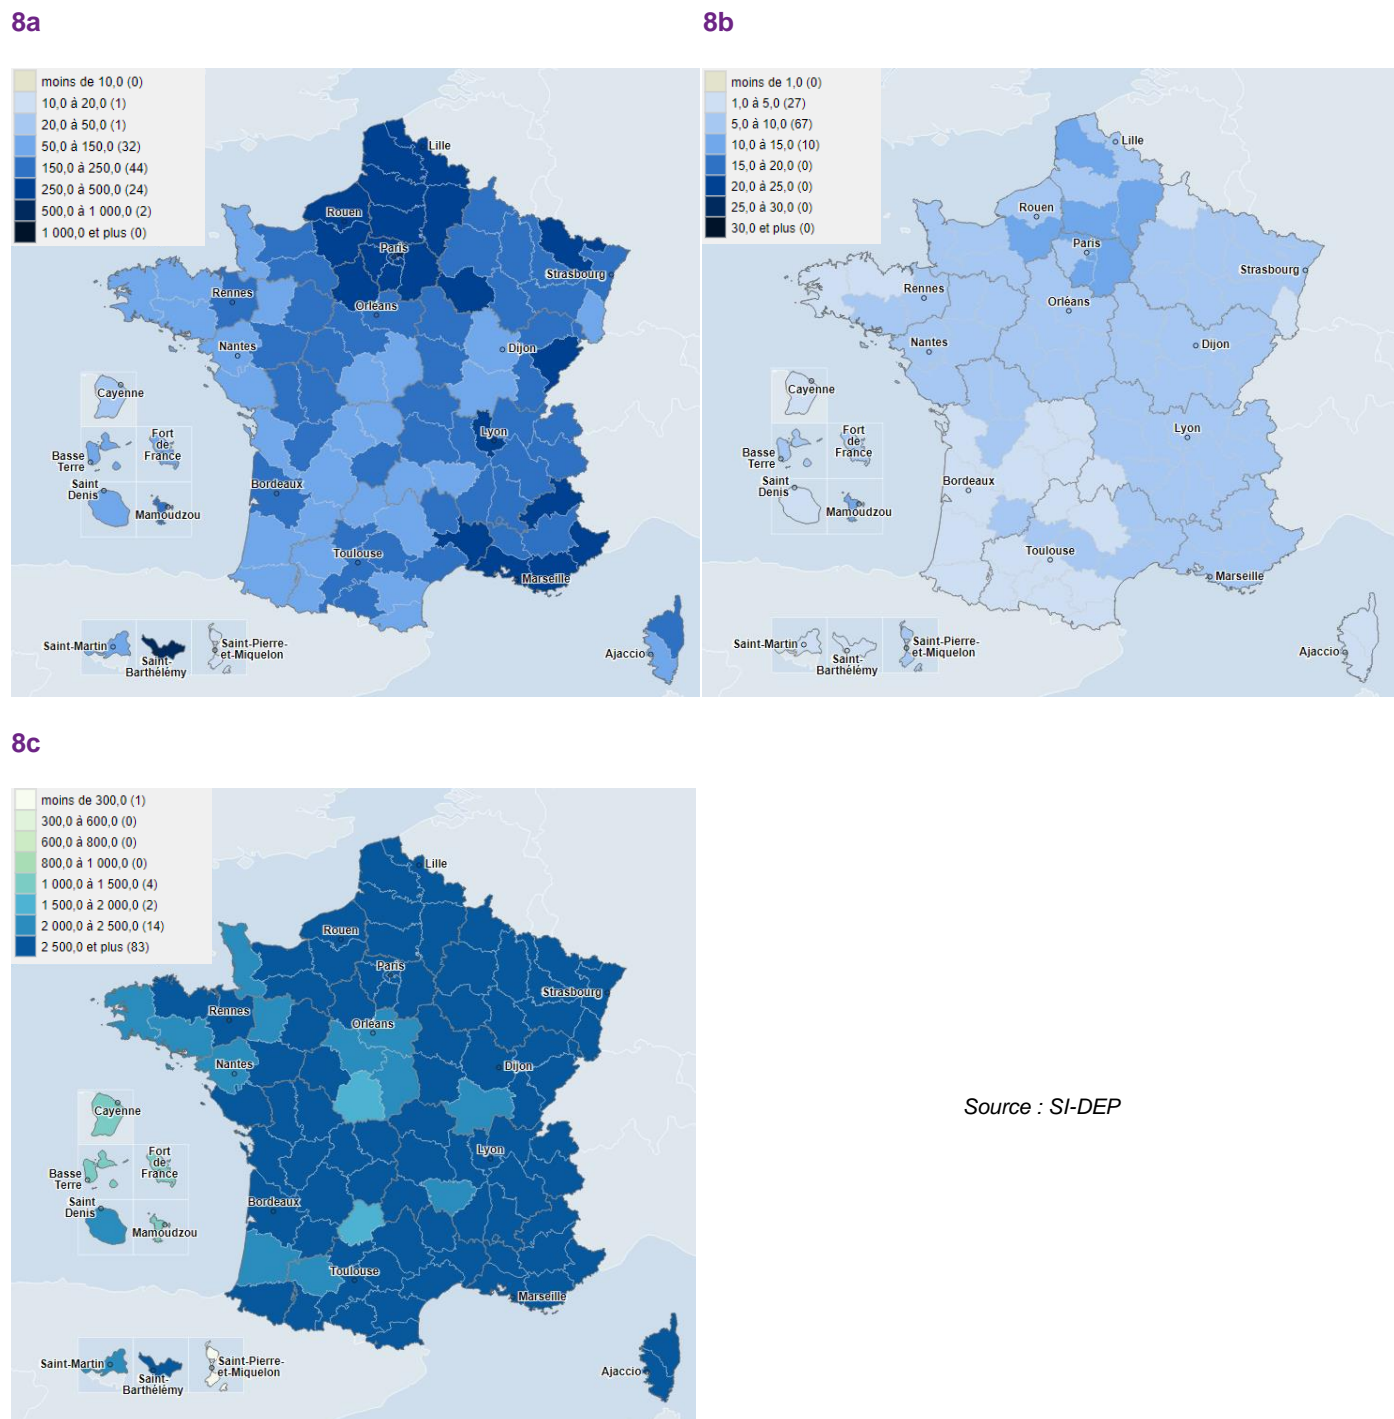 8a
8b
moins de 10,0 (0)
10,0 à 20,0 (1)
20,0 à 50,0 (1)
50,0 à 150,0 (32)
150,0 à 250,0 (44)
250,0 à 500,0 (24)
500,0 à 1 000,0 (2)
1 000,0 et plus (0)
Lille
Rouen
Paris
Strasbourg
Rennes
Orléans
Nantes
Dijon
Cayenne
Lyon
Fort
de
France
Basse
Terre
Saint
Denis
Bordeaux
Mamoudzou
Toulouse
Marseille
Saint-Martin
Saint-
Barthélémy
Saint-Pierre-
et-Miquelon
Ajaccio
moins de 1,0 (0)
1,0 à 5,0 (27)
5,0 à 10,0 (67)
10,0 à 15,0 (10)
15,0 à 20,0 (0)
20,0 à 25,0 (0)
25,0 à 30,0 (0)
30,0 et plus (0)
Lille
Rouen
Paris
Strasbourg
Rennes
Orléans
Nantes
Dijon
Cayenne
Lyon
Fort
de
France
Basse
Terre
Saint
Denis
Bordeaux
Mamoudzou
Toulouse
Marseille
Saint-Martin
Saint-
Barthélémy
Saint-Pierre-
et-Miquelon
Ajaccio
8c
moins de 300,0 (1)
300,0 à 600,0 (0)
600,0 à 800,0 (0)
800,0 à 1 000,0 (0)
1 000,0 à 1 500,0 (4)
1 500,0 à 2 000,0 (2)
2 000,0 à 2 500,0 (14)
2 500,0 et plus (83)
Lille
Rouen
Paris
Strasbourg
Rennes
Orléans
Nantes
Dijon
Cayenne
Lyon
Fort
de
France
Basse
Terre
Saint
Denis
Bordeaux
Mamoudzou
Toulouse
Marseille
Saint-Martin
Saint-
Barthélémy
Saint-Pierre-
et-Miquelon
Ajaccio
Source : SI-DEP